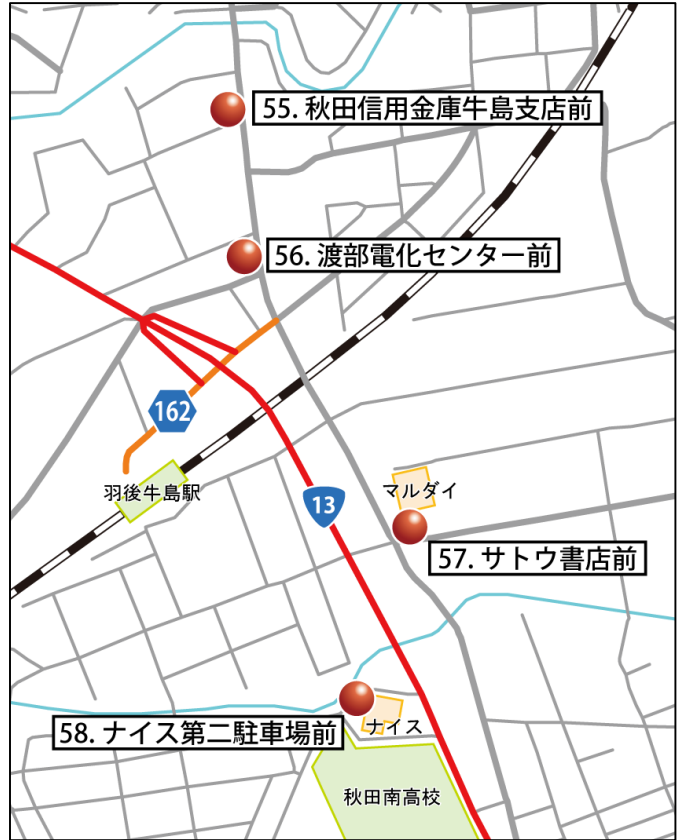 55. 秋田信用金庫牛島支店前
56. 渡部電化センター前
162
羽後牛島駅
マルダイ
13
57. サトウ書店前
58. ナイス第二駐車場前
ナイス
秋田南高校